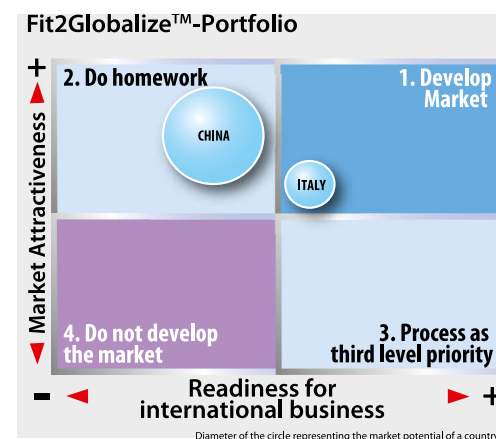 Fit2Globalize™-Portfolio
+
2. Do homework
1. Develop
Market
CHINA
ITALY
Market Attractiveness
4. Do not develop
the market
3. Process as
third level priority
-
Readiness for
international business
+
Diameter of the circle representing the market potential of a country